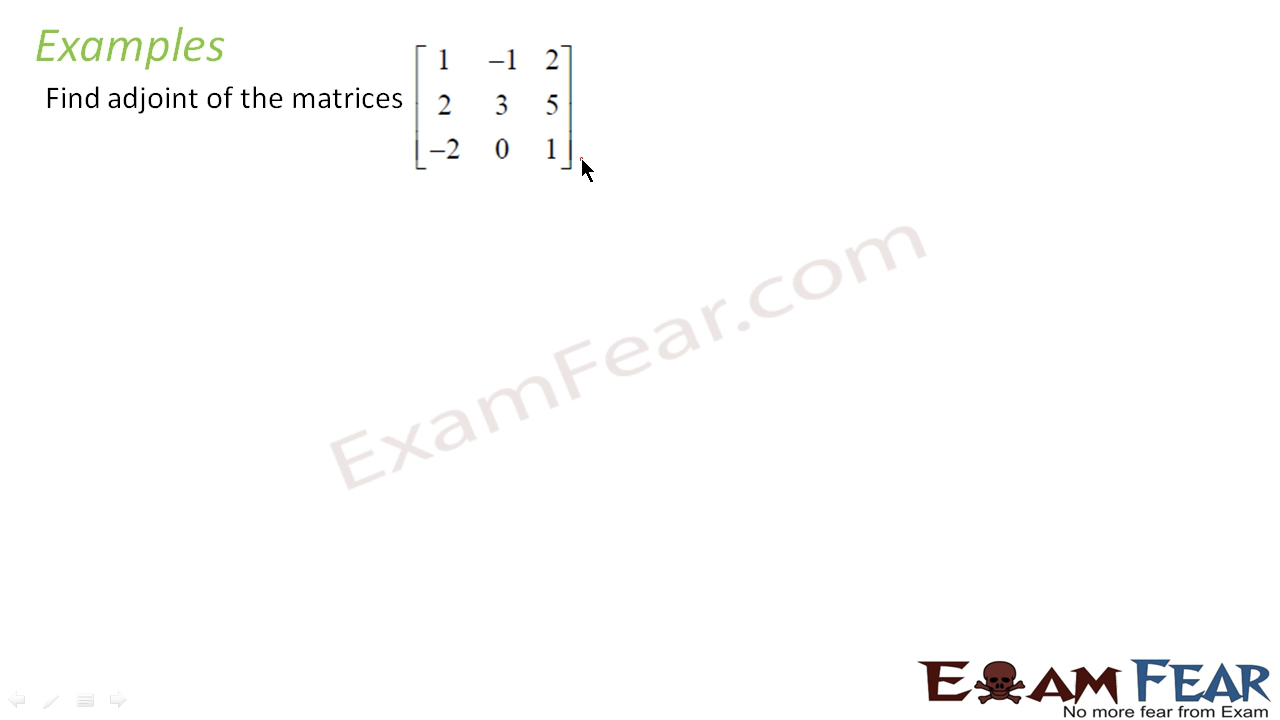 Examples
Find adjoint of the matrices
1 –1 2
2 3 5
–2 0 1
ExamFear.com
EXAM FEAR
No more fear from Exam